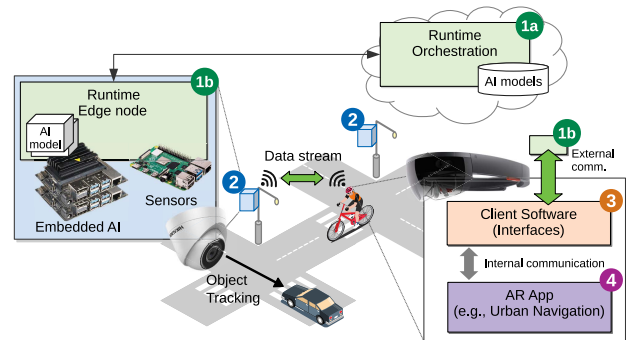 1a
Runtime
Orchestration
AI models
1b
Runtime
Edge node
AI
model
Sensors
Embedded AI
2
2
Data stream
1b
External
comm.
Object
Tracking
3
Client Software
(Interfaces)
Internal communication
4
AR App
(e.g., Urban Navigation)